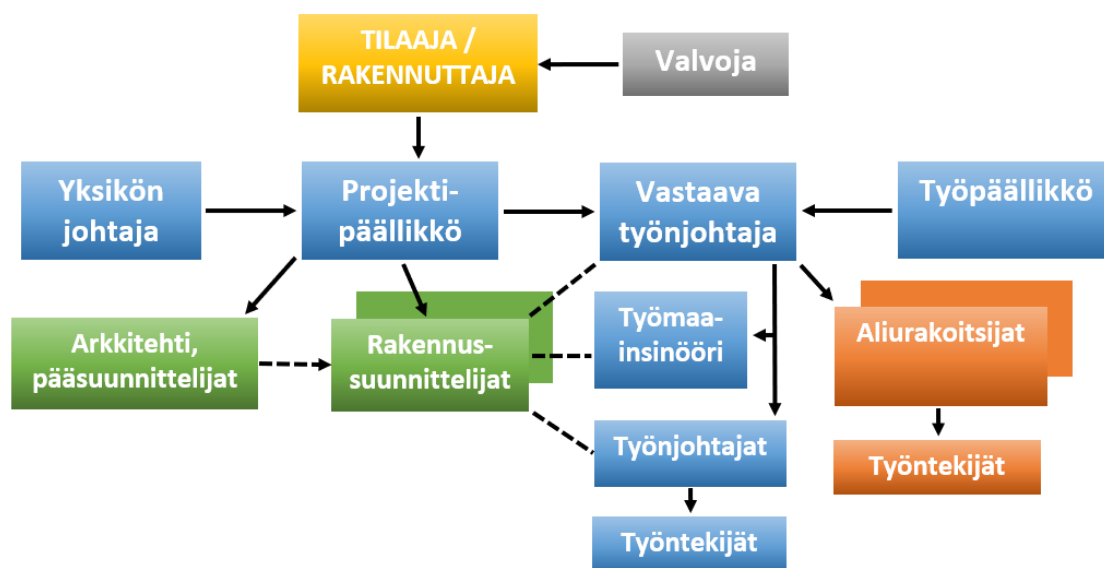 TILAAJA /
RAKENNUTTAJA
Valvoja
Yksikön
johtaja
Projekti-
päällikkö
Vastaava
työnjohtaja
Työpäällikkö
Arkkitehti,
pääsuunnittelijat
Rakennus-
suunnittelijat
Työmaa-
insinööri
Aliurakoitsijat
Työnjohtajat
Työntekijät
Työntekijät